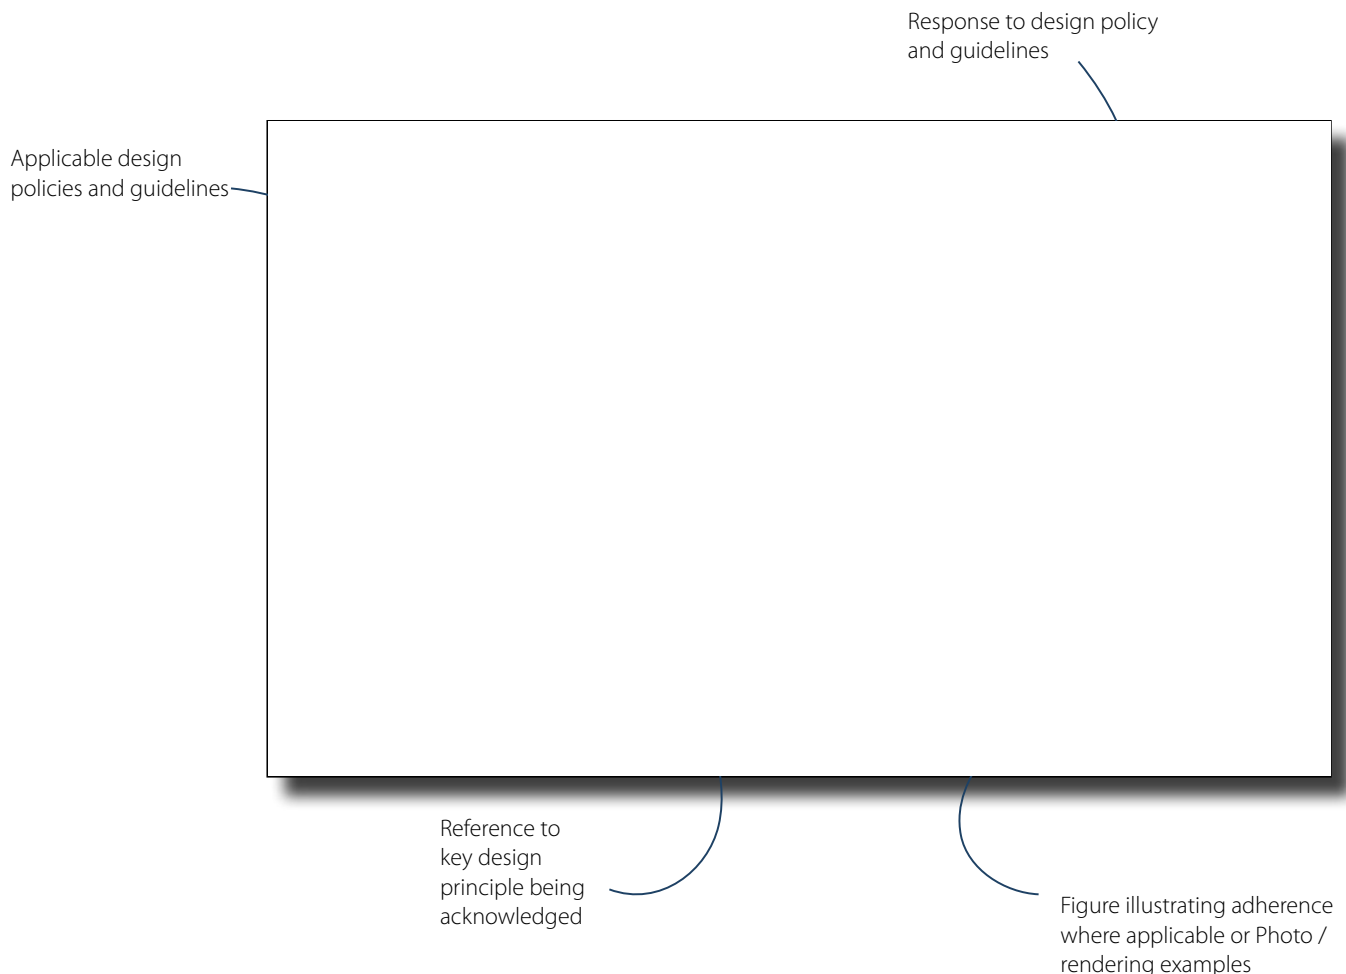 Response to design policy
and guidelines
Applicable design
policies and guidelines
Reference to
key design
principle being
acknowledged
Figure illustrating adherence
where applicable or Photo /
rendering examples